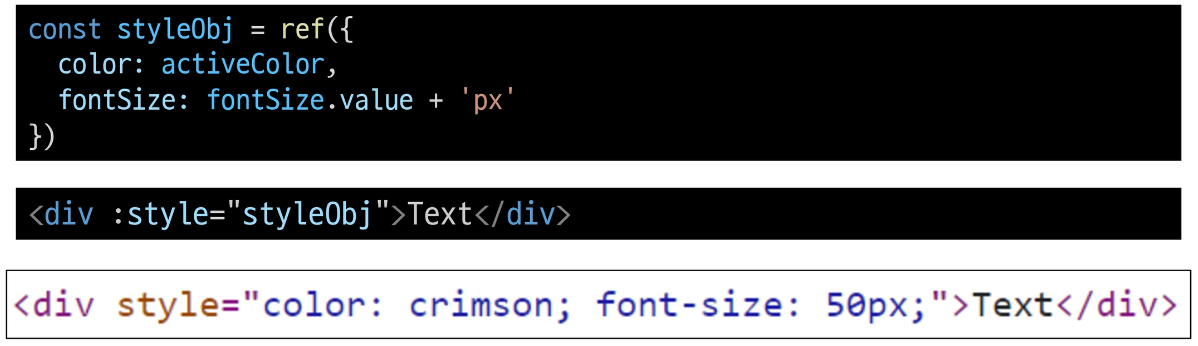 const styleObj = ref({
  color: activeColor,
  fontSize: fontSize.value + 'px'
})
<div :style="styleObj">Text</div>
<div style="color: crimson; font-size: 50px;">Text</div>